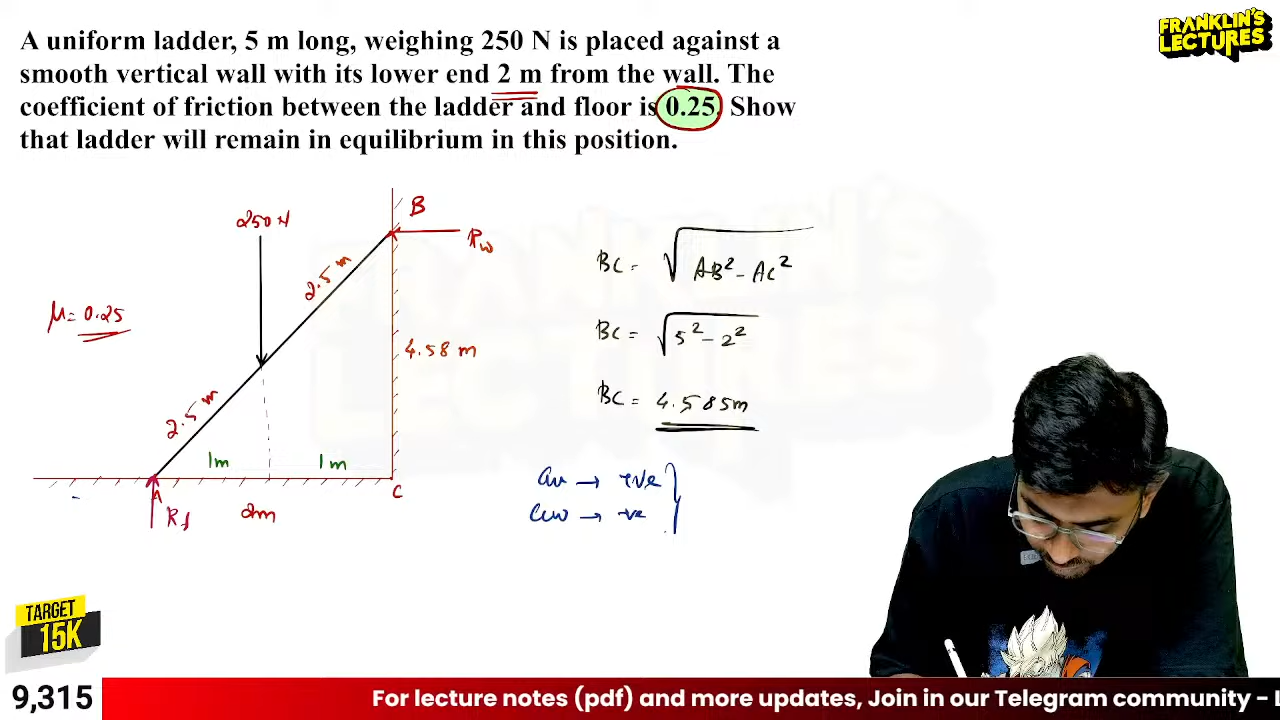 A uniform ladder, 5 m long, weighing 250 N is placed against a
smooth vertical wall with its lower end 2 m from the wall. The
coefficient of friction between the ladder and floor is 0.25. Show
that ladder will remain in equilibrium in this position.
FRANKLIN'S
LECTURES
250 N
B
Rw
2.5 m
μ = 0.25
4.58 m
2.5 m
1m
1m
A
C
Rf
2m
BC = √AB² - AC²
BC = √5² - 2²
BC = 4.585m
→ +ve
→ -ve
FRANKLIN'S
LECTURES
TARGET
15K
9,315
For lecture notes (pdf) and more updates, Join in our Telegram community -